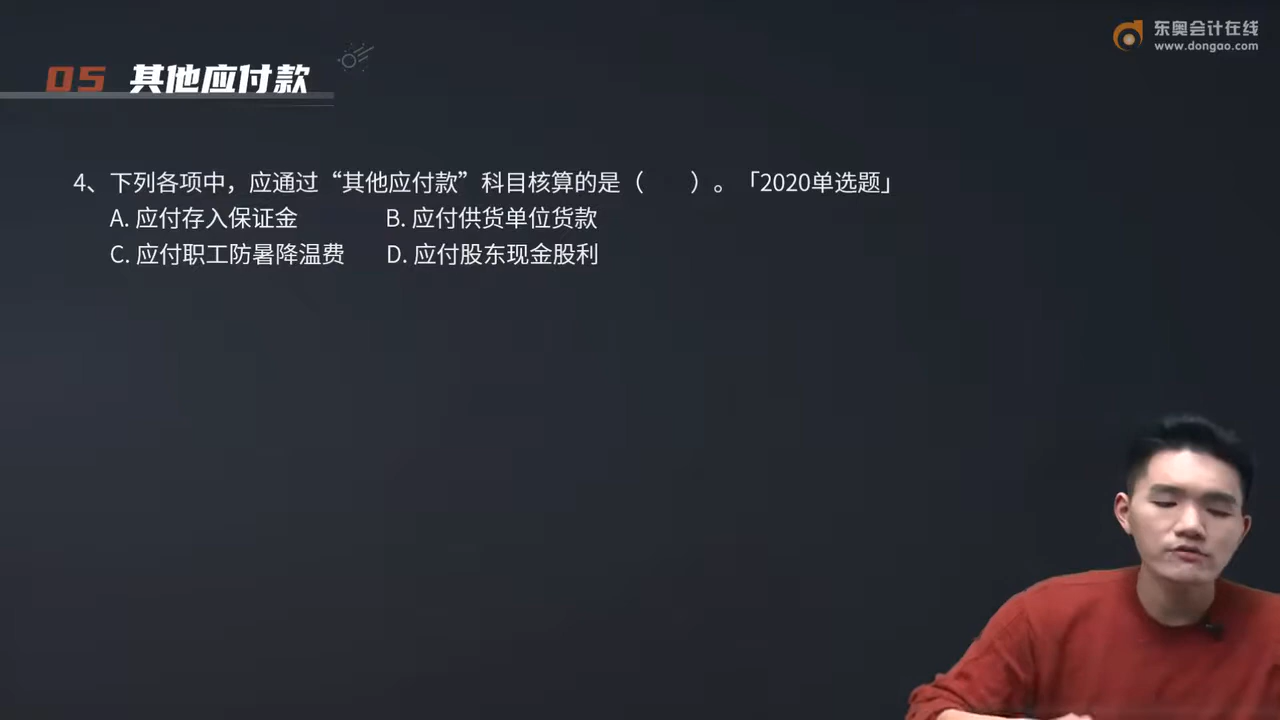 东奥会计在线
www.dongao.com
05 其他应付款
4、下列各项中，应通过“其他应付款”科目核算的是（　　）。「2020单选题」
A. 应付存入保证金 B. 应付供货单位货款
C. 应付职工防暑降温费 D. 应付股东现金股利